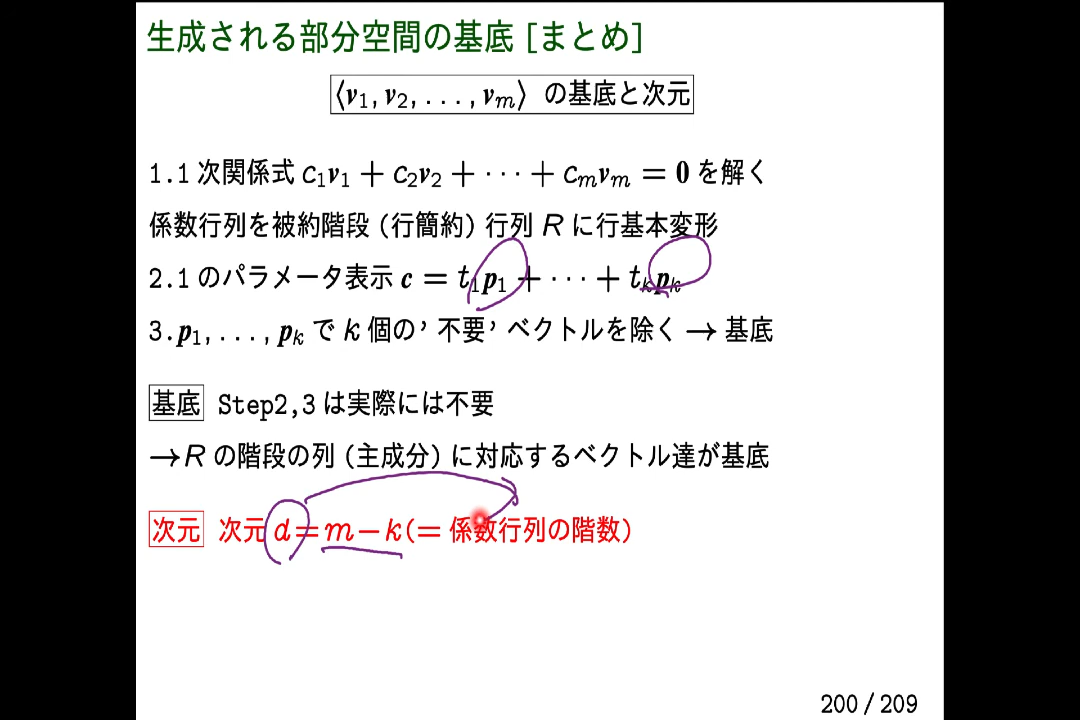 生成される部分空間の基底 [まとめ]
⟨v₁, v₂, . . . , vₘ⟩ の基底と次元
1.1 次関係式 c₁v₁ + c₂v₂ + · · · + cₘvₘ = 0 を解く
係数行列を被約階段 (行簡約) 行列 R に行基本変形
2.1 のパラメータ表示 c = t₁p₁ + · · · + tₖpₖ
3.p₁, . . . , pₖ で k 個の ’ 不要 ’ ベクトルを除く → 基底
基底 Step2,3 は実際には不要
→R の階段の列 (主成分) に対応するベクトル達が基底
次元 次元 d = m − k (= 係数行列の階数)
200 / 209